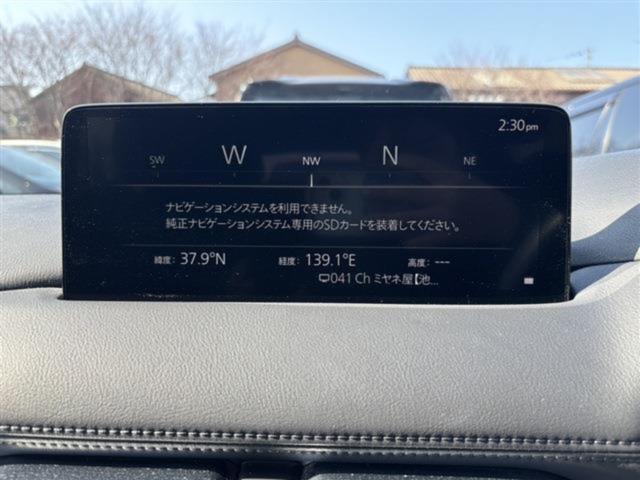 2:30pm
SW W NW N NE
ナビゲーションシステムを利用できません。
純正ナビゲーションシステム専用のSDカードを装着してください。
緯度: 37.9°N 経度: 139.1°E 高度: ---
041 Ch ミヤネ屋【池...